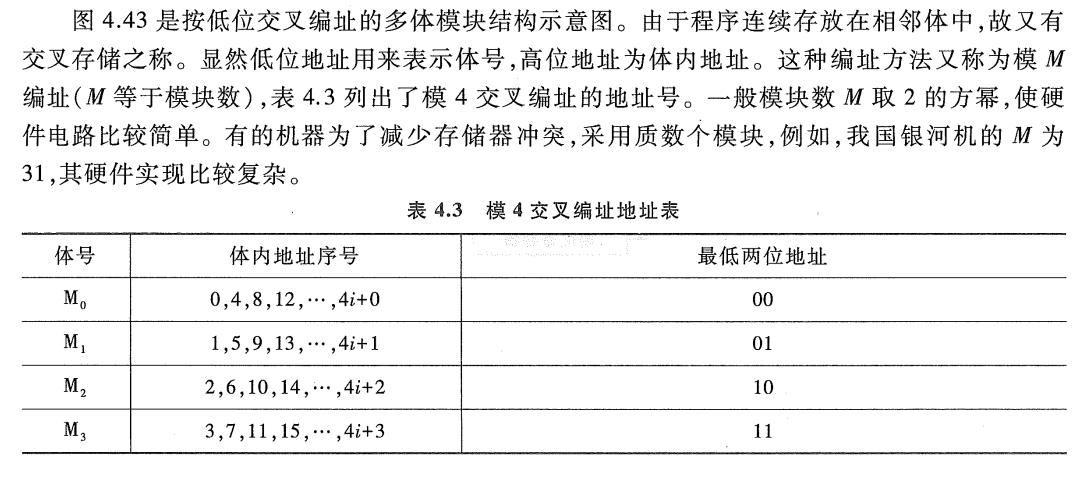 图 4.43 是按低位交叉编址的多体模块结构示意图。由于程序连续存放在相邻体中,故又有
交叉存储之称。显然低位地址用来表示体号,高位地址为体内地址。这种编址方法又称为模 M
编址(M 等于模块数),表 4.3 列出了模 4 交叉编址的地址号。一般模块数 M 取 2 的方幂,使硬
件电路比较简单。有的机器为了减少存储器冲突,采用质数个模块,例如,我国银河机的 M 为
31,其硬件实现比较复杂。
表 4.3 模 4 交叉编址地址表
体号 体内地址序号 最低两位地址
M₀ 0,4,8,12,…,4i+0 00
M₁ 1,5,9,13,…,4i+1 01
M₂ 2,6,10,14,…,4i+2 10
M₃ 3,7,11,15,…,4i+3 11